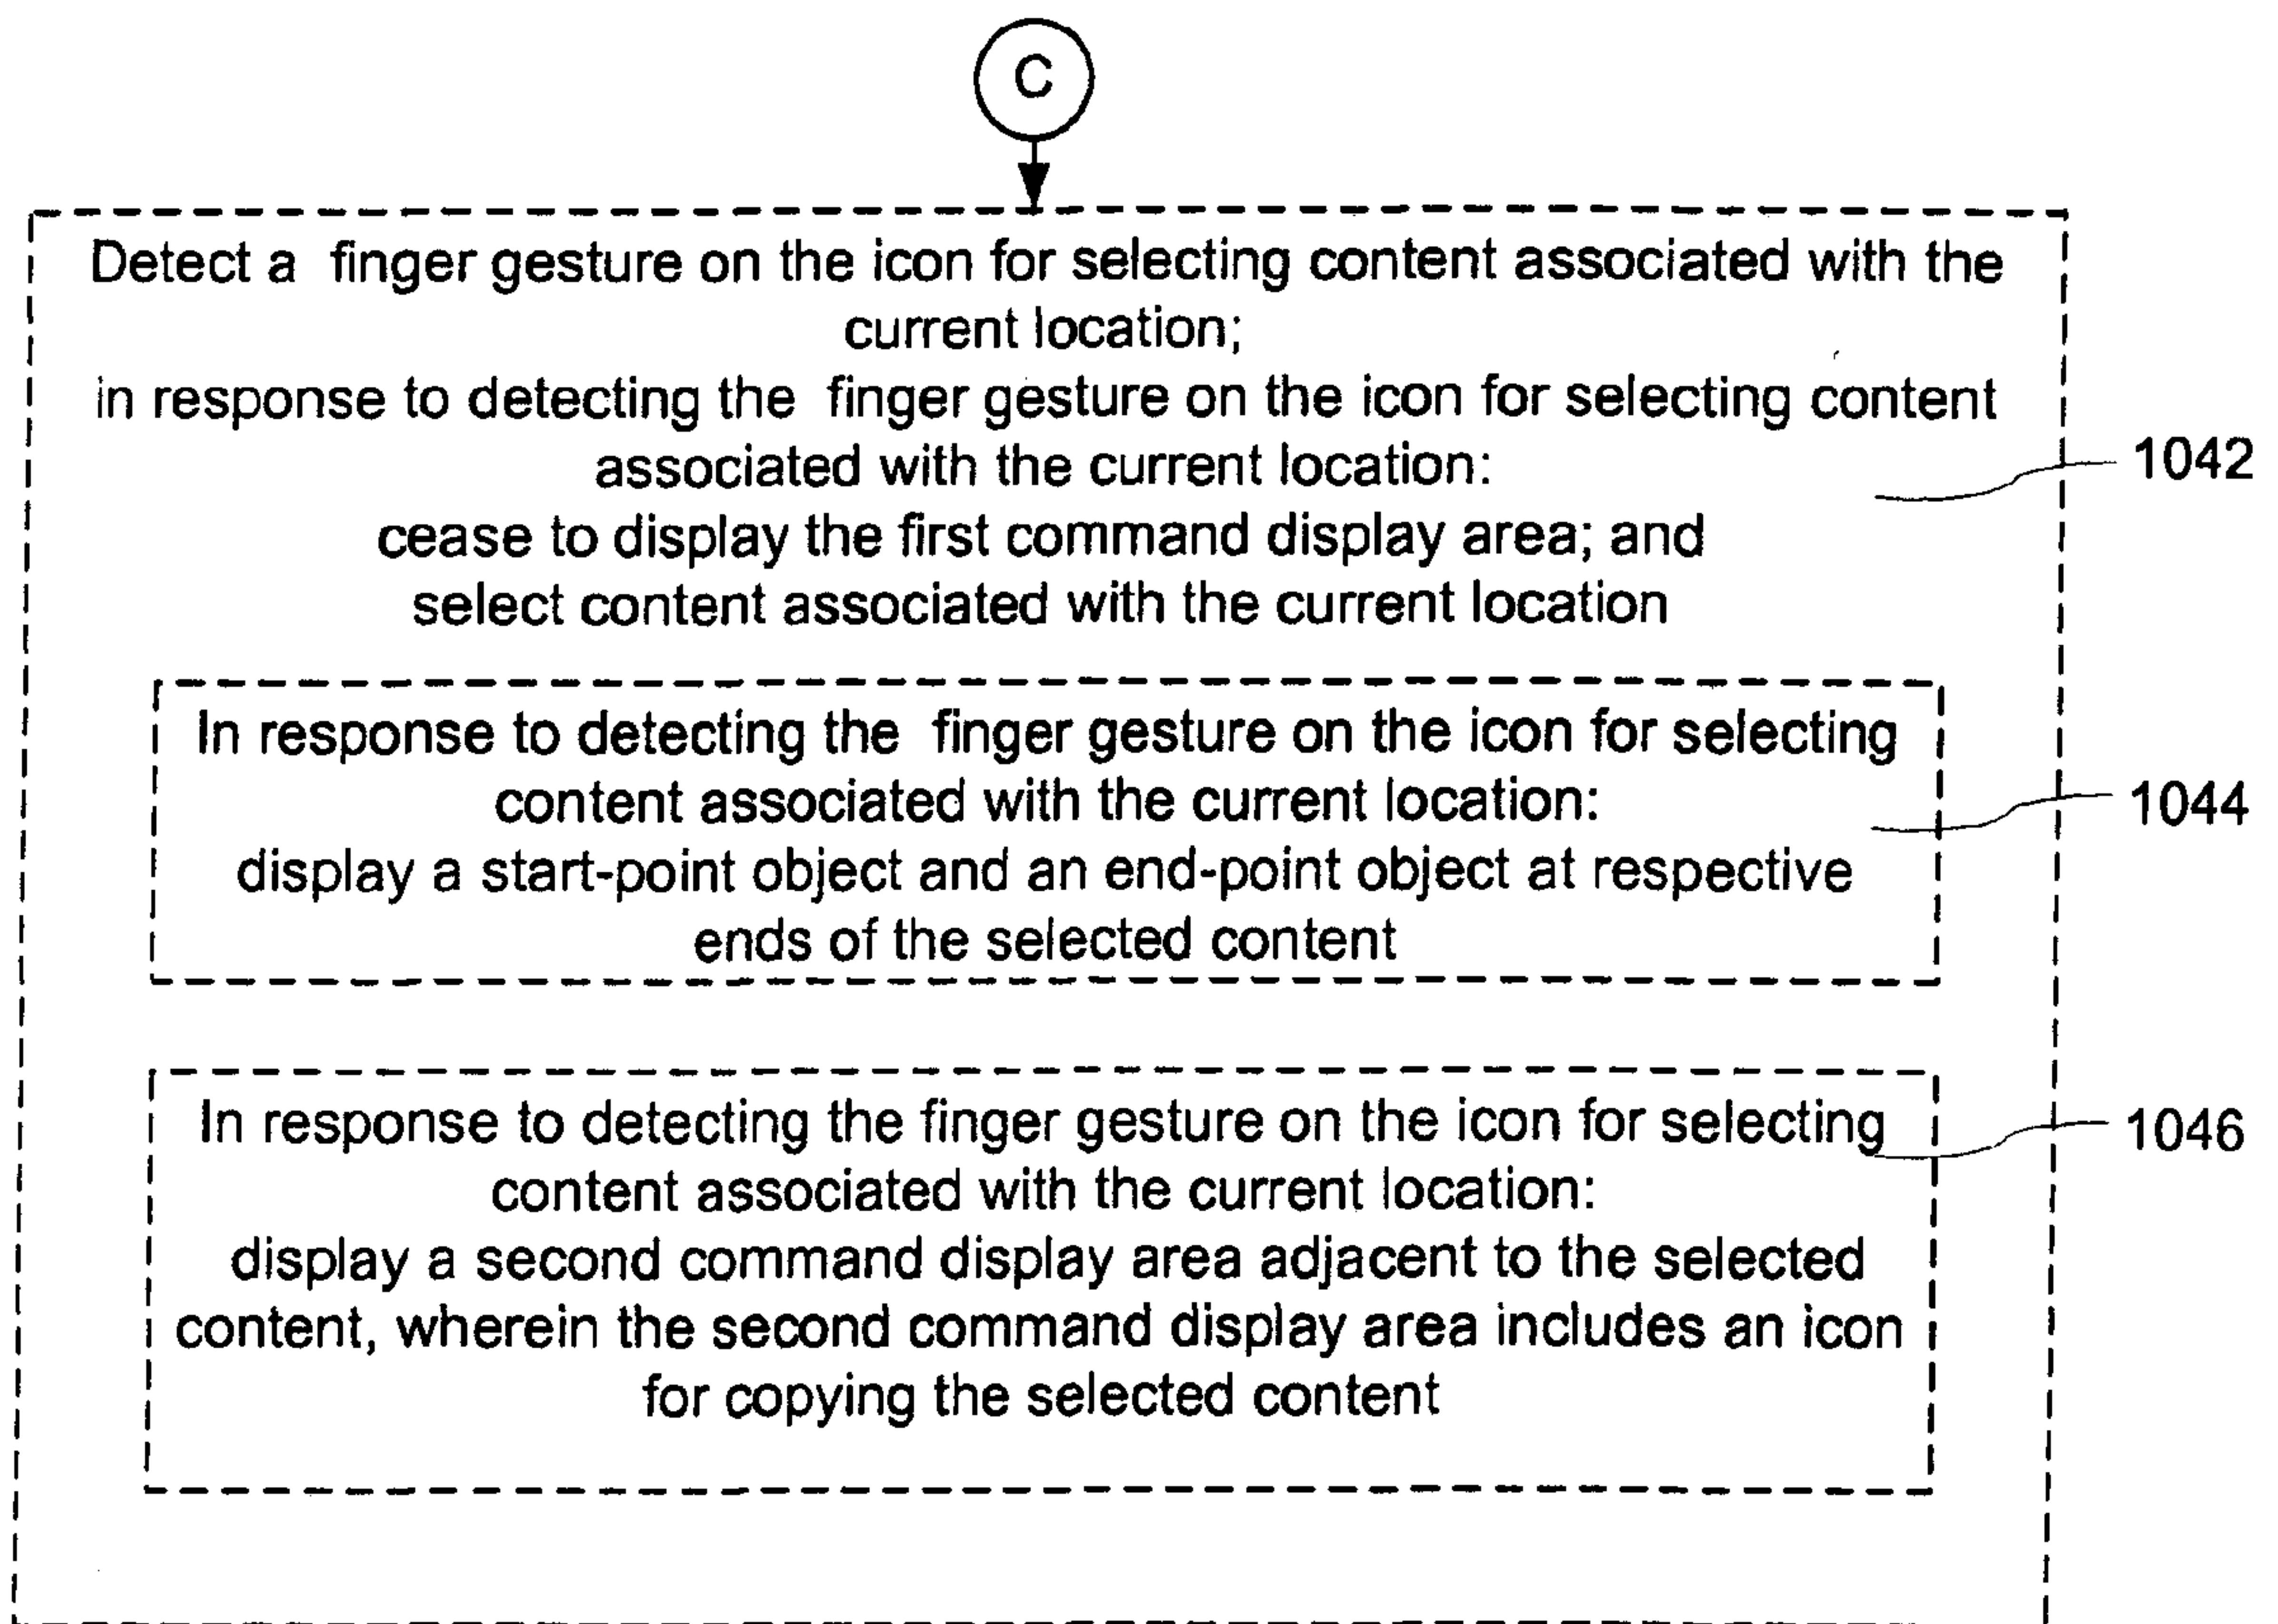 C
Detect a finger gesture on the icon for selecting content associated with the
current location;
in response to detecting the finger gesture on the icon for selecting content
associated with the current location:
1042
cease to display the first command display area; and
select content associated with the current location
In response to detecting the finger gesture on the icon for selecting
content associated with the current location:
1044
display a start-point object and an end-point object at respective
ends of the selected content
In response to detecting the finger gesture on the icon for selecting
1046
content associated with the current location:
display a second command display area adjacent to the selected
content, wherein the second command display area includes an icon
for copying the selected content